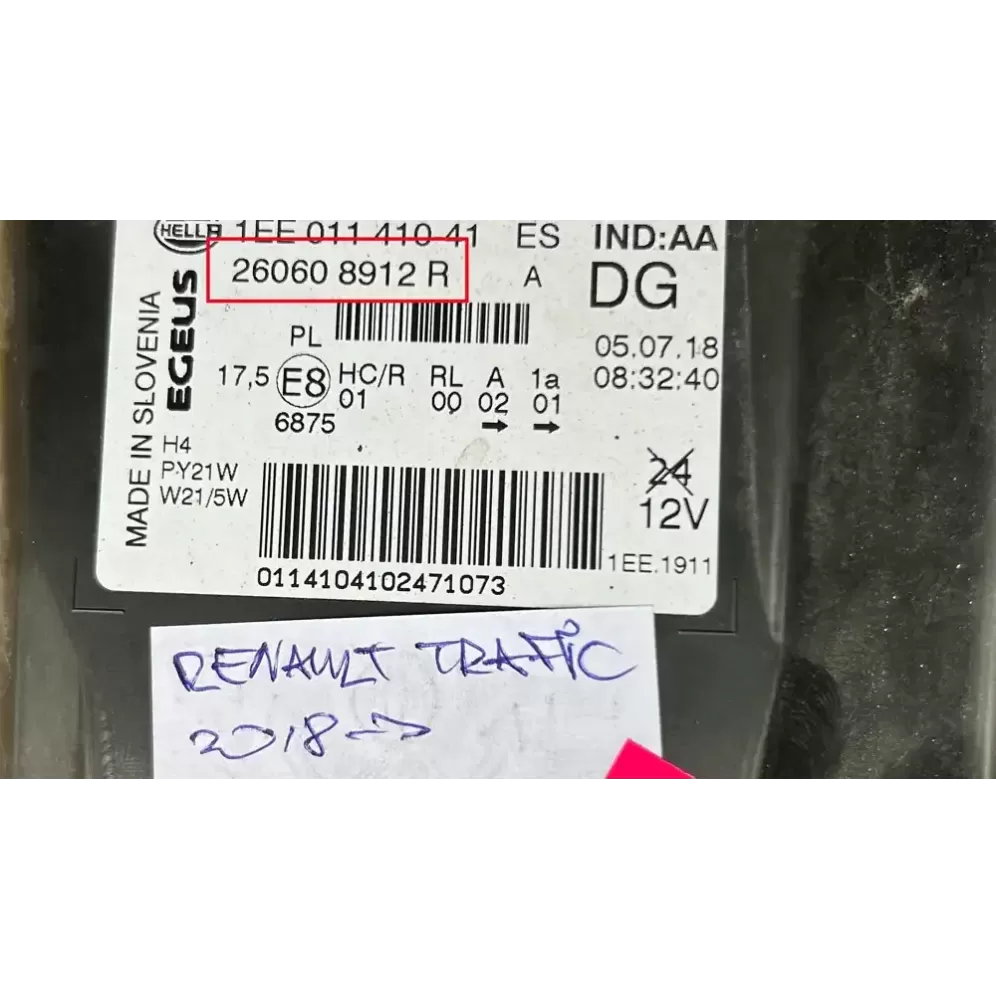 HELLA 1EE 011 410 41 ES IND:AA
26060 8912 R A DG
EGEUS
MADE IN SLOVENIA
PL
05.07.18
08:32:40
17,5 E8 HC/R RL A 1a
01 00 02 01
6875 → →
H4
PY21W
W21/5W
24
12V
1EE.1911
0114104102471073
RENAULT TRAFIC
2018->